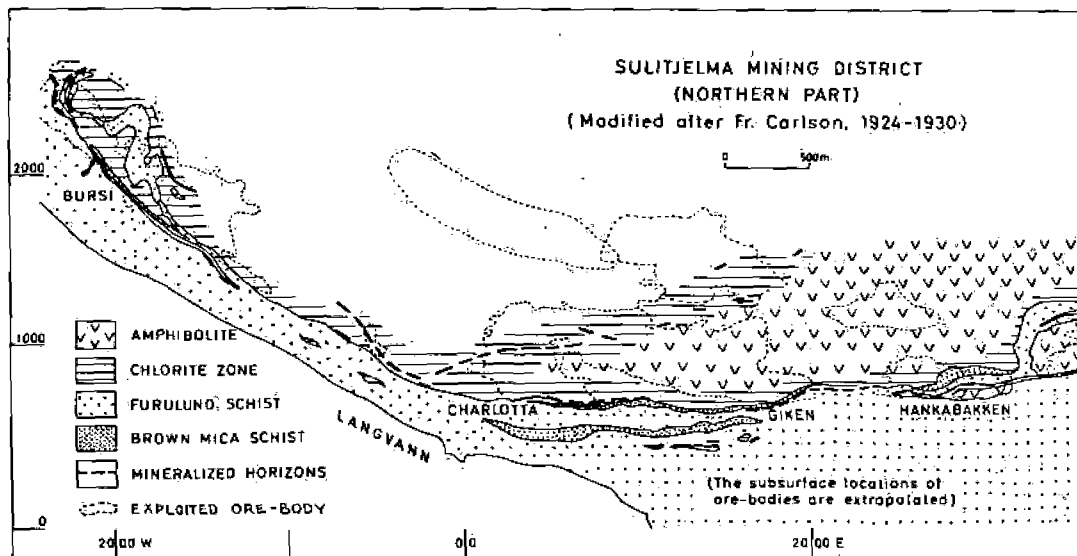 SULITJELMA MINING DISTRICT
(NORTHERN PART)
(Modified after Fr. Carlson, 1924-1930)
0 500m.
2000
BURSI
1000
AMPHIBOLITE
CHLORITE ZONE
FURULUND SCHIST
BROWN MICA SCHIST
MINERALIZED HORIZONS
EXPLOITED ORE-BODY
LANGVANN
CHARLOTTA
GIKEN
HANKABAKKEN
(The subsurface locations of
ore-bodies are extrapolated)
0
2000 W
0 0
2000 E